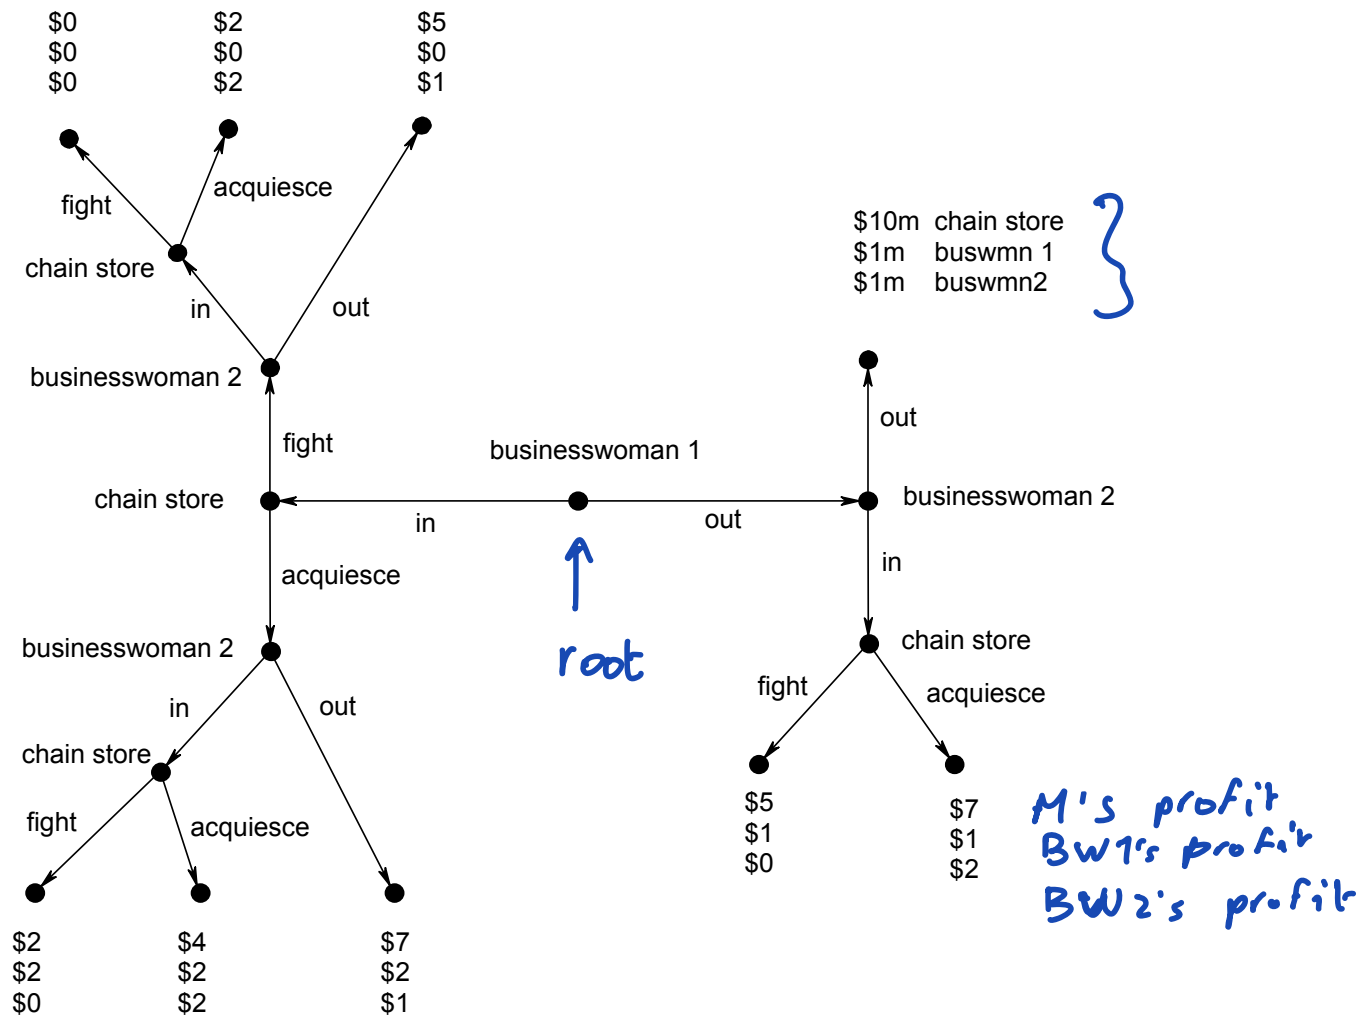 $0 $2 $5
$0 $0 $0
$0 $2 $1
acquiesce
fight
$10m chain store
$1m buswmn 1
$1m buswmn2
chain store
in
out
businesswoman 2
out
fight
businesswoman 1
chain store
businesswoman 2
in
out
in
acquiesce
businesswoman 2
chain store
root
fight
acquiesce
in
out
chain store
fight
acquiesce
$5 $7 M's profit
$1 $1 BW1's profit
$0 $2 BW2's profit
$2 $4 $7
$2 $2 $2
$0 $2 $1